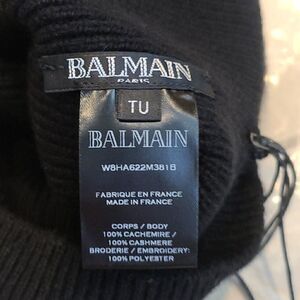 BALMAIN
PARIS
TU
BALMAIN
W8HA622M381B
FABRIQUE EN FRANCE
MADE IN FRANCE
CORPS / BODY
100% CACHEMIRE /
100% CASHMERE
BRODERIE / EMBROIDERY:
100% POLYESTER